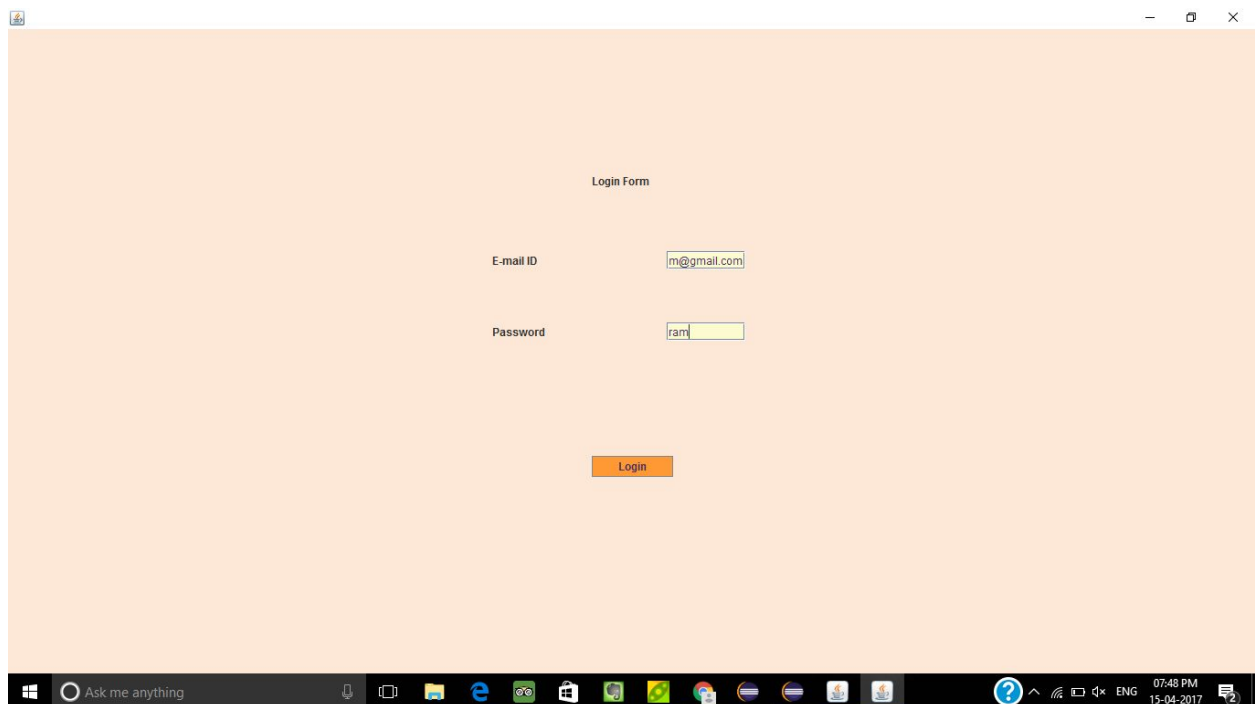 Login Form
E-mail ID m@gmail.com
Password ram
Login
Ask me anything
ENG
07:48 PM
15-04-2017
2